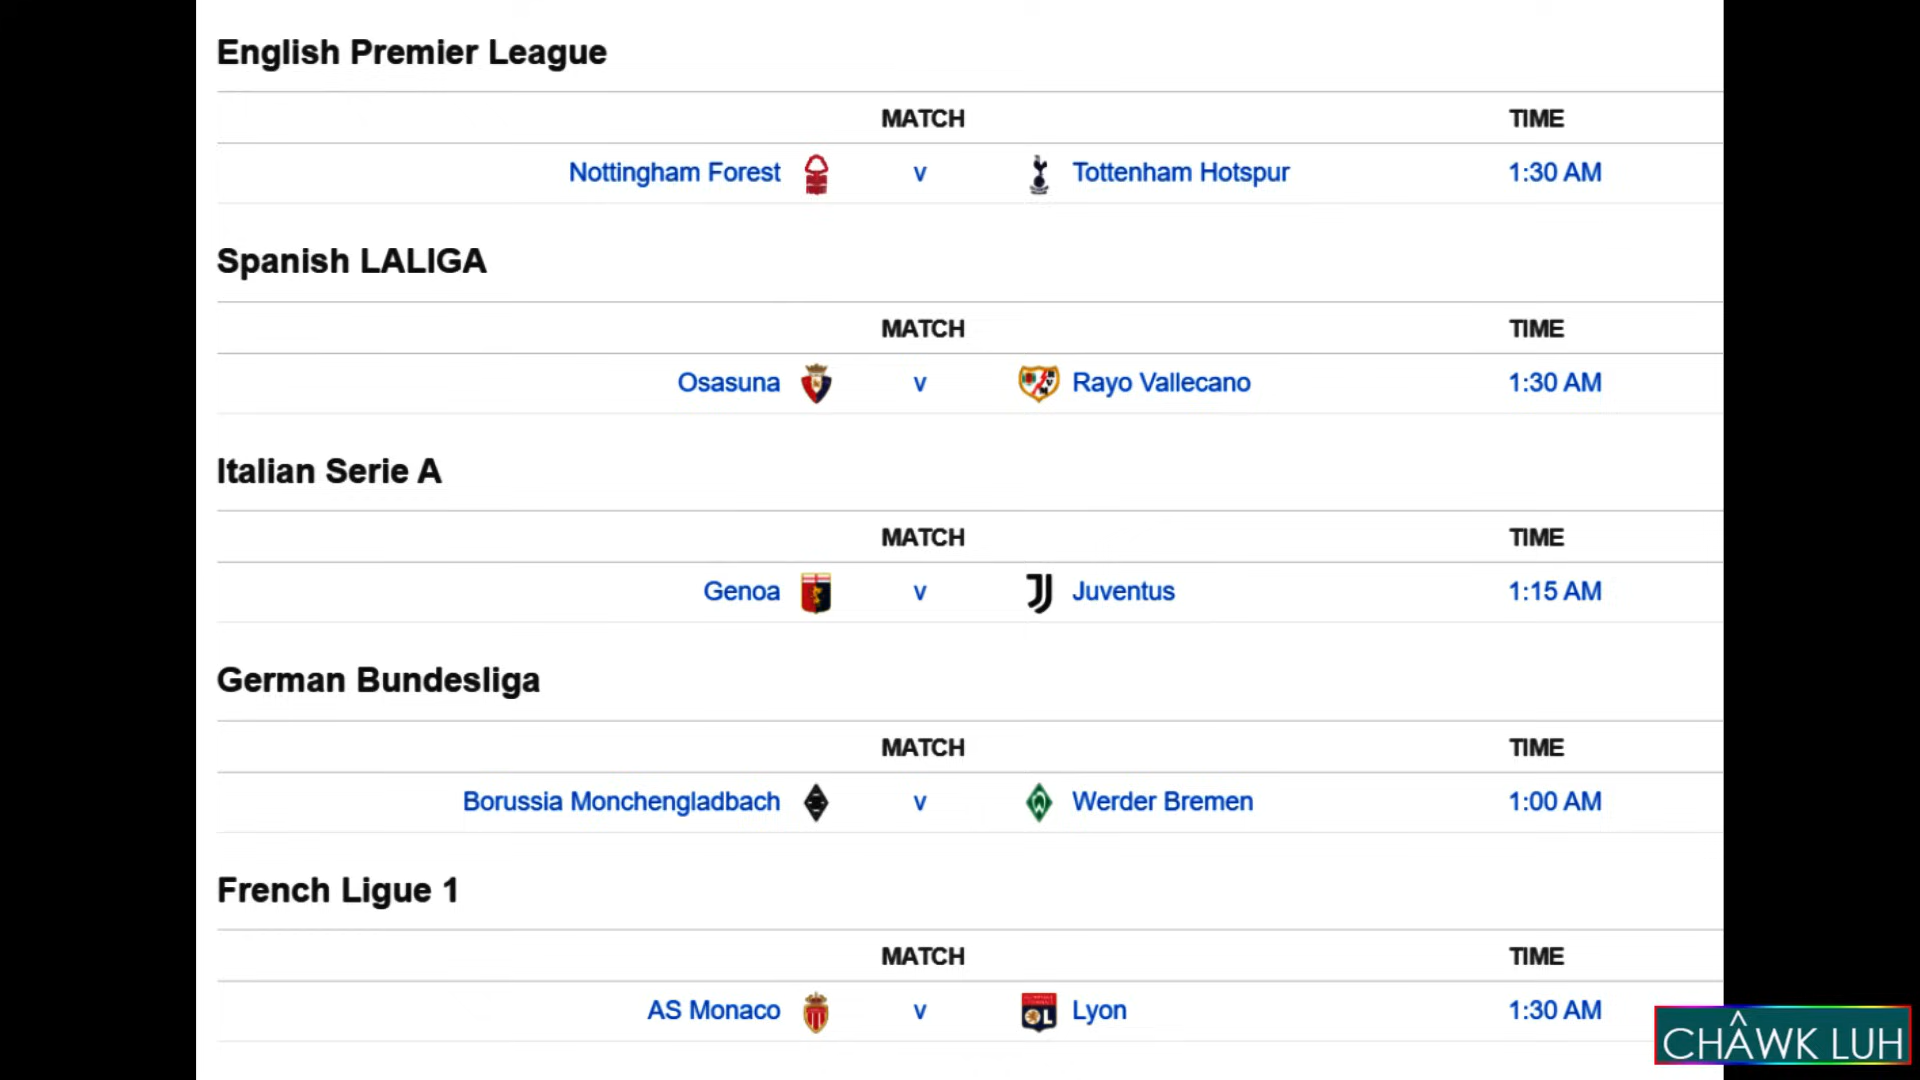 English Premier League
MATCH TIME
Nottingham Forest v Tottenham Hotspur 1:30 AM
Spanish LALIGA
MATCH TIME
Osasuna v Rayo Vallecano 1:30 AM
Italian Serie A
MATCH TIME
Genoa v Juventus 1:15 AM
German Bundesliga
MATCH TIME
Borussia Monchengladbach v Werder Bremen 1:00 AM
French Ligue 1
MATCH TIME
AS Monaco v Lyon 1:30 AM
CHÂWK LUH